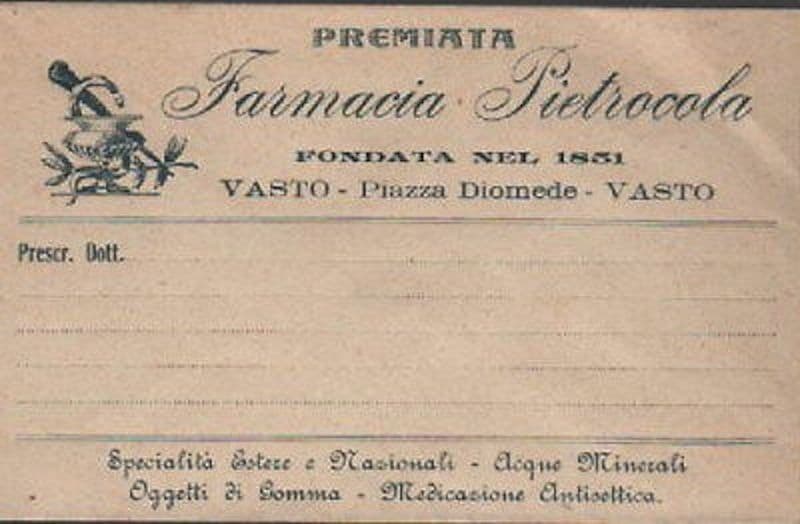 PREMIATA
Farmacia Pietrocola
FONDATA NEL 1851
VASTO - Piazza Diomede - VASTO
Prescr. Dott.
Specialità Estere e Nazionali - Acque Minerali
Oggetti di Gomma - Medicazione Antisettica.